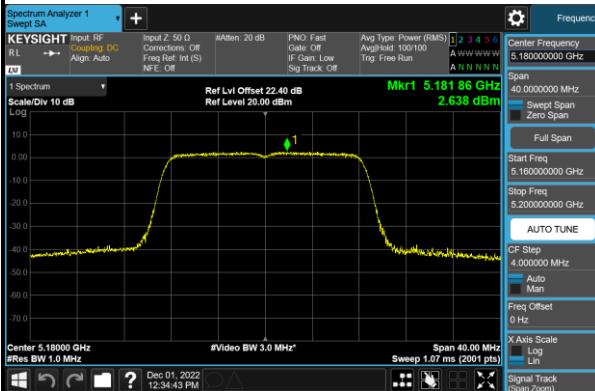 Spectrum Analyzer 1
Swept SA
+
Frequenc
KEYSIGHT
RL
LXI
Input: RF
Coupling: DC
Align: Auto
Input Z: 50 Ω
Corrections: Off
Freq Ref: Int (S)
NFE: Off
#Atten: 20 dB
PNO: Fast
Gate: Off
IF Gain: Low
Sig Track: Off
Avg Type: Power (RMS)
Avg|Hold: 100/100
Trig: Free Run
1 2 3 4 5 6
A W W W W W
A N N N N N
1 Spectrum
Scale/Div 10 dB
Log
Ref Lvl Offset 22.40 dB
Ref Level 20.00 dBm
Mkr1 5.181 86 GHz
2.638 dBm
1
10.0
0.00
-10.0
-20.0
-30.0
-40.0
-50.0
-60.0
-70.0
Center 5.18000 GHz
#Res BW 1.0 MHz
#Video BW 3.0 MHz*
Span 40.00 MHz
Sweep 1.07 ms (2001 pts)
Center Frequency
5.180000000 GHz
Span
40.0000000 MHz
Swept Span
Zero Span
Full Span
Start Freq
5.160000000 GHz
Stop Freq
5.200000000 GHz
AUTO TUNE
CF Step
4.000000 MHz
Auto
Man
Freq Offset
0 Hz
X Axis Scale
Log
Lin
Signal Track
(Span Zoom)
?
Dec 01, 2022
12:34:43 PM